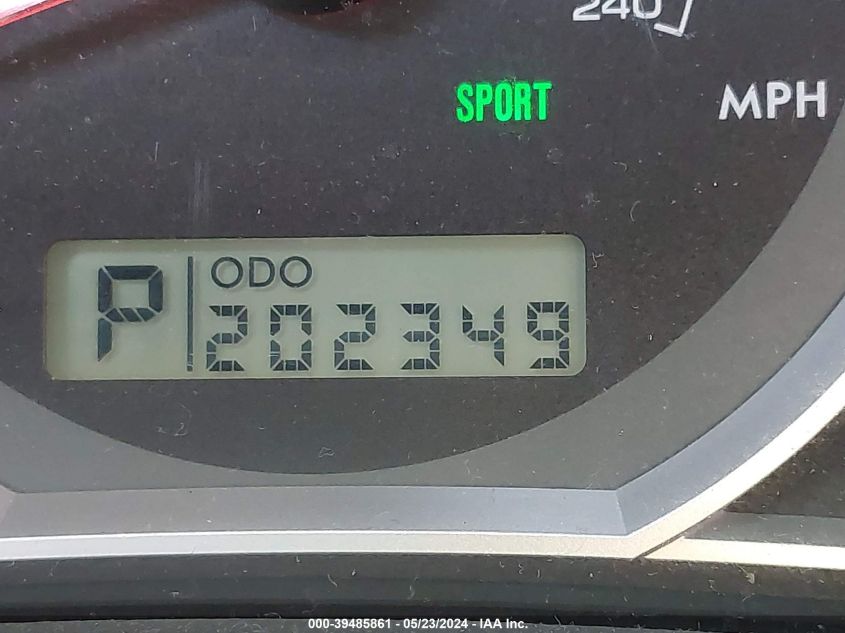 240
SPORT
MPH
ODO
P 202349
000-39485861 - 05/23/2024 - IAA Inc.